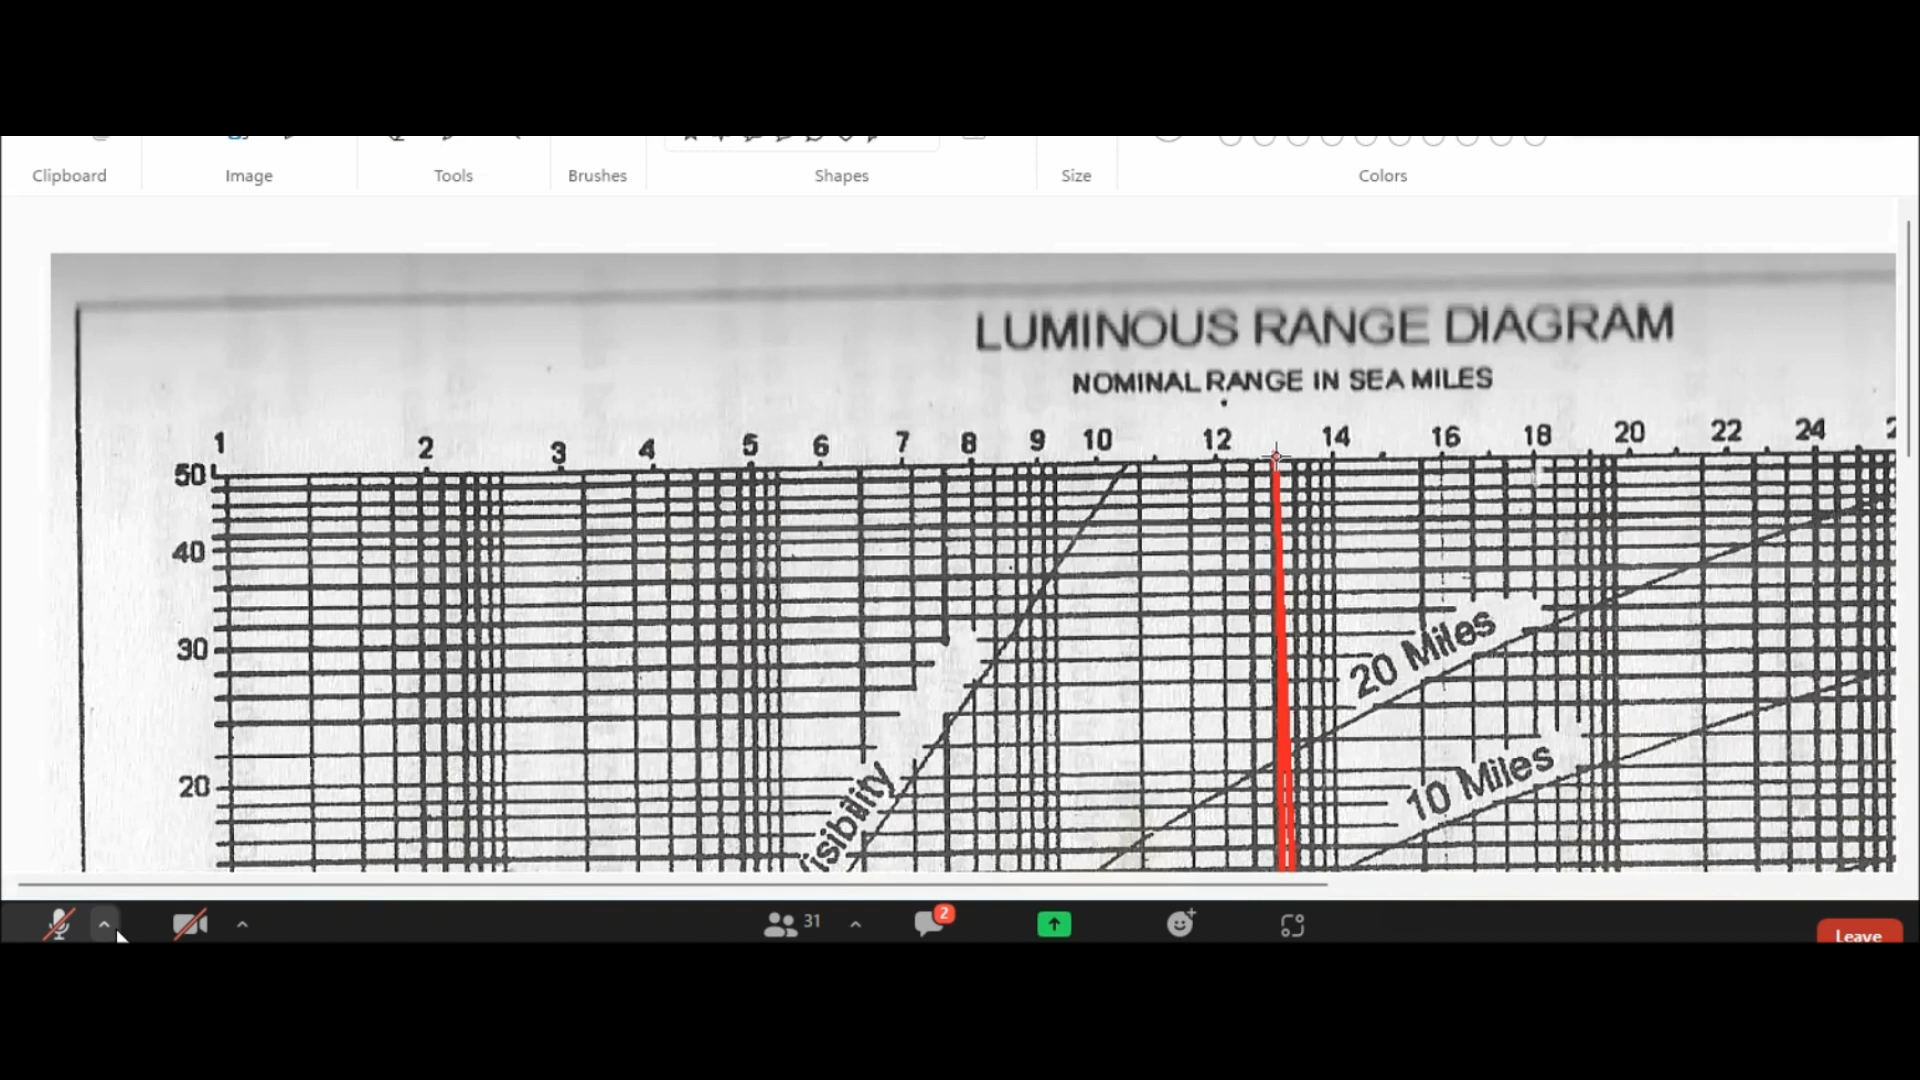 Clipboard Image Tools Brushes Shapes Size Colors
LUMINOUS RANGE DIAGRAM
NOMINAL RANGE IN SEA MILES
1 2 3 4 5 6 7 8 9 10 12 14 16 18 20 22 24
50
40
30
20
20 Miles
10 Miles
isibility
31 2 Leave